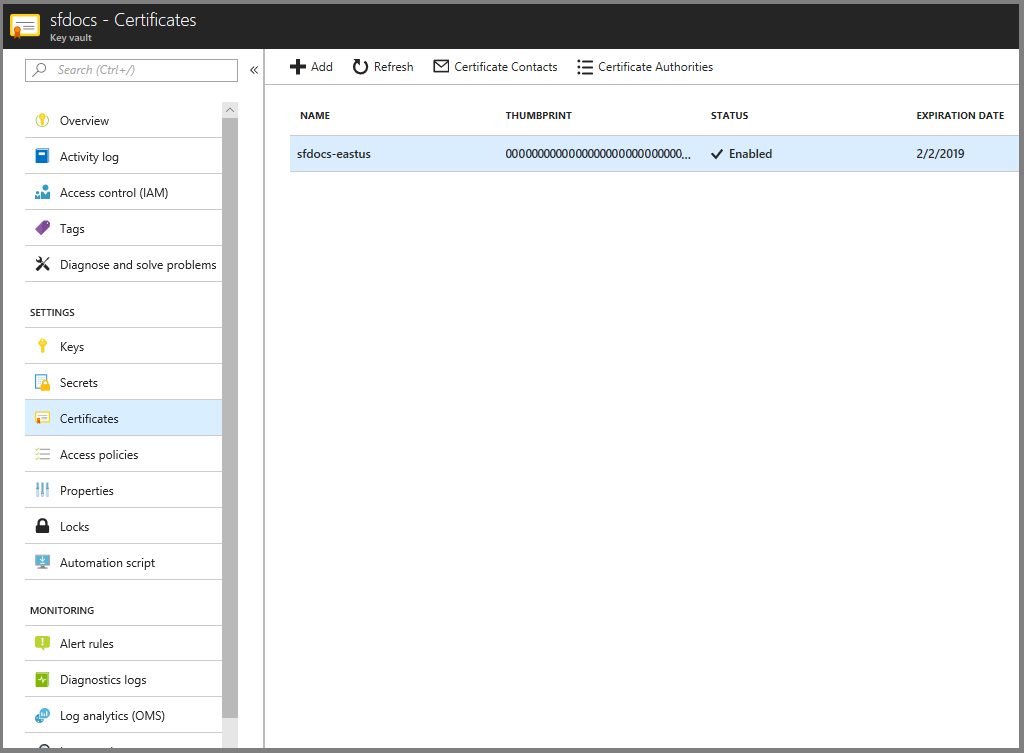 sfdocs - Certificates
Key vault
Search (Ctrl+/)
«
Add
Refresh
Certificate Contacts
Certificate Authorities
Overview
Activity log
Access control (IAM)
Tags
Diagnose and solve problems
SETTINGS
Keys
Secrets
Certificates
Access policies
Properties
Locks
Automation script
MONITORING
Alert rules
Diagnostics logs
Log analytics (OMS)
NAME THUMBPRINT STATUS EXPIRATION DATE
sfdocs-eastus 0000000000000000000000000000... Enabled 2/2/2019